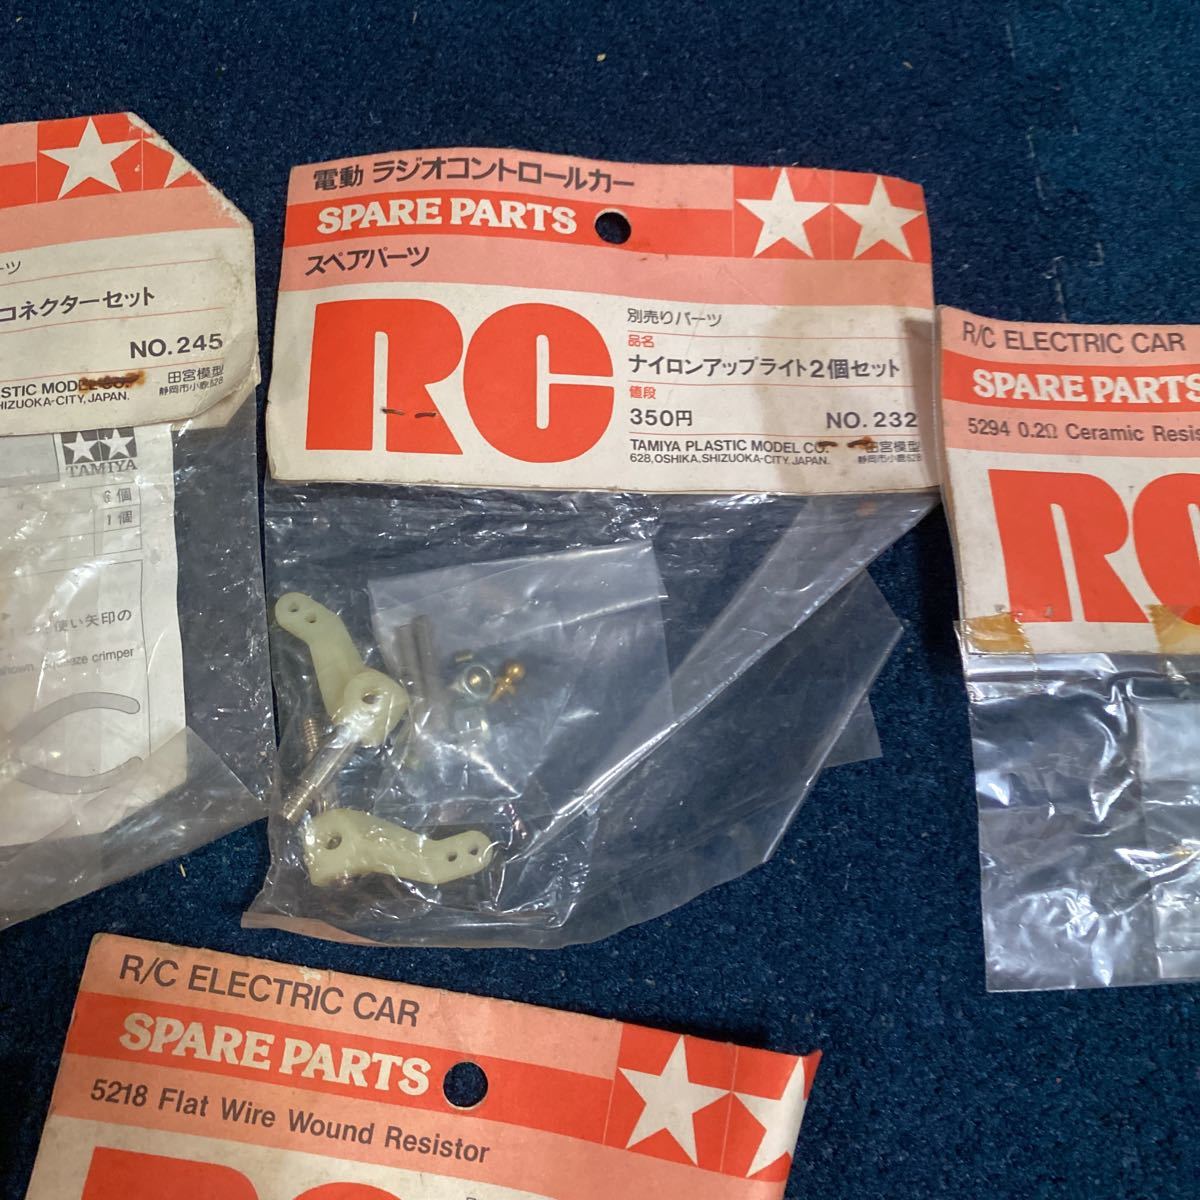 ーツ
コネクターセット
NO.245
STIC MODEL CO.
田宮模型
HIZUOKA-CITY, JAPAN.
静岡市小鹿628
TAMIYA
6個
1個
使い矢印の
crimper
電動 ラジオコントロールカー
SPARE PARTS
スペアパーツ
RC
別売りパーツ
品名
ナイロンアップライト2個セット
値段
350円
NO.232
TAMIYA PLASTIC MODEL CO.
田宮模型
628,OSHIKA,SHIZUOKA-CITY,JAPAN.
静岡市小鹿628
R/C ELECTRIC CAR
SPARE PARTS
5294 0.2Ω Ceramic Resis
RC
R/C ELECTRIC CAR
SPARE PARTS
5218 Flat Wire Wound Resistor
RC